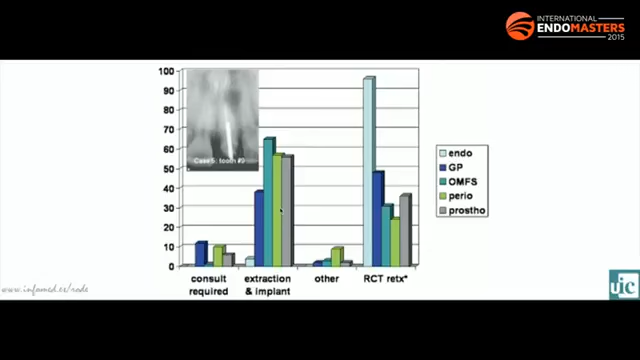 INTERNATIONAL
ENDOMASTERS
2015
100
90
80
70
60
50
40
30
20
10
0
Case 5: tooth #9
consult
required
extraction
& implant
other
RCT retx*
endo
GP
OMFS
perio
prostho
www.infomed.es/rode
uic